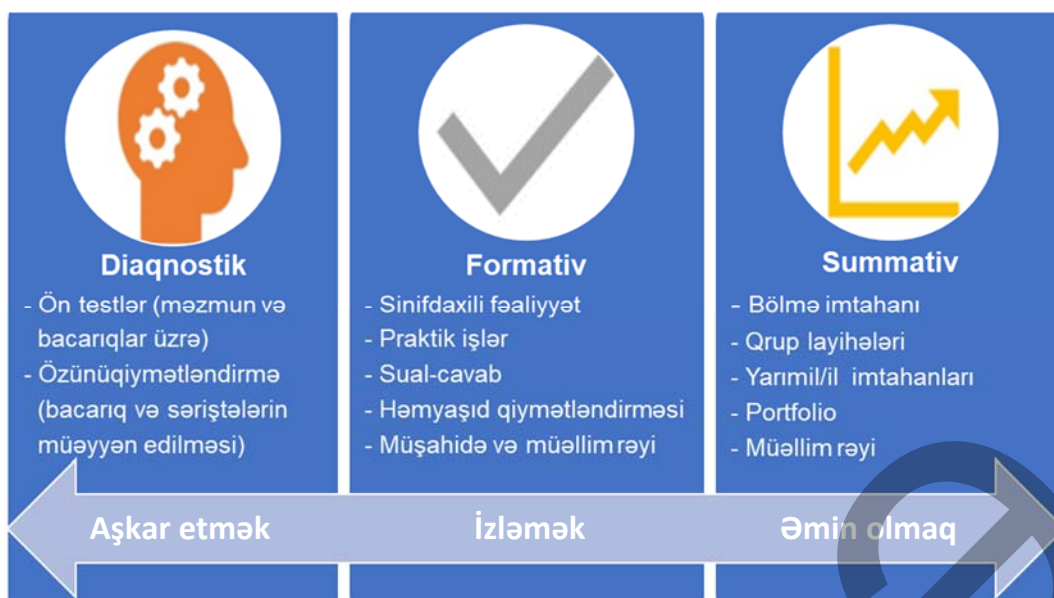 Diaqnostik
- Ön testlər (məzmun və
bacarıqlar üzrə)
- Özünüqiymətləndirmə
(bacarıq və səriştələrin
müəyyən edilməsi)
Formativ
- Sinifdaxili fəaliyyət
- Praktik işlər
- Sual-cavab
- Həmyaşıd qiymətləndirməsi
- Müşahidə və müəllim rəyi
Summativ
- Bölmə imtahanı
- Qrup layihələri
- Yarımil/il imtahanları
- Portfolio
- Müəllim rəyi
Aşkar etmək
İzləmək
Əmin olmaq